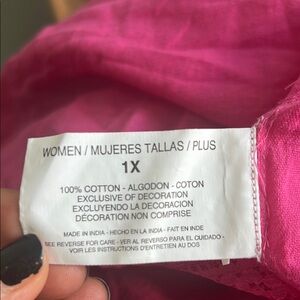 WOMEN / MUJERES TALLAS / PLUS
1X
100% COTTON - ALGODON - COTON
EXCLUSIVE OF DECORATION
EXCLUYENDO LA DECORACION
DÉCORATION NON COMPRISE
MADE IN INDIA - HECHO EN INDIA - FAIT EN INDE
SEE REVERSE FOR CARE - VER AL REVERSO PARA EL CUIDADO -
VOIR LES INSTRUCTIONS D'ENTRETIEN AU DOS